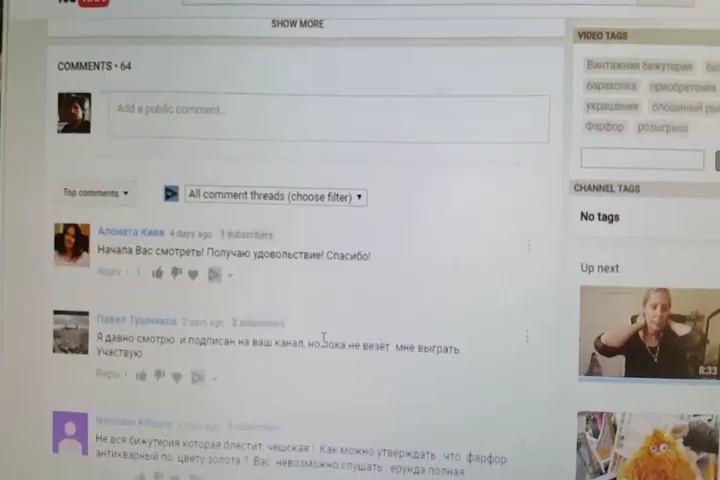 SHOW MORE
COMMENTS • 64
Add a public comment...
Top comments
All comment threads (choose filter)
Аломата Киев 4 days ago 1 subscribers
Начала Вас смотреть! Получаю удовольствие! Спасибо!
Reply 1
Павел Тушников 2 days ago 2 subscribers
Я давно смотрю и подписан на ваш канал, но пока не везёт мне выграть.
Участвую
Reply
Не вся бижутерия которая блестит, чешская! Как можно утверждать что фарфор
антикварный по цвету золота? Вас невозможно слушать, ерунда полная
VIDEO TAGS
Винтажная бижутерия
барахолка приобретения
украшения блошиный
Фарфор розыгрыш
CHANNEL TAGS
No tags
Up next
8:33